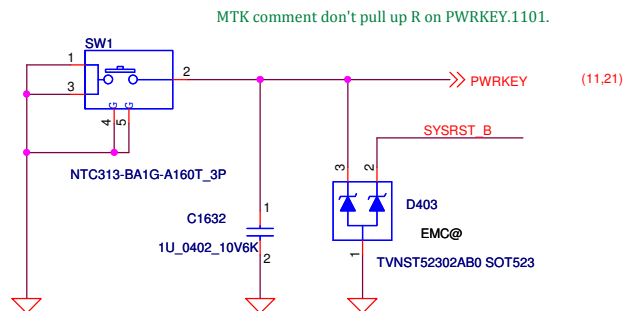 MTK comment don't pull up R on PWRKEY.1101.
SW1
1
2
3
PWRKEY
(11,21)
G G
4 5
SYSRST_B
3 2
NTC313-BA1G-A160T_3P
1
C1632
D403
1U_0402_10V6K
EMC@
2
1
TVNST52302AB0 SOT523